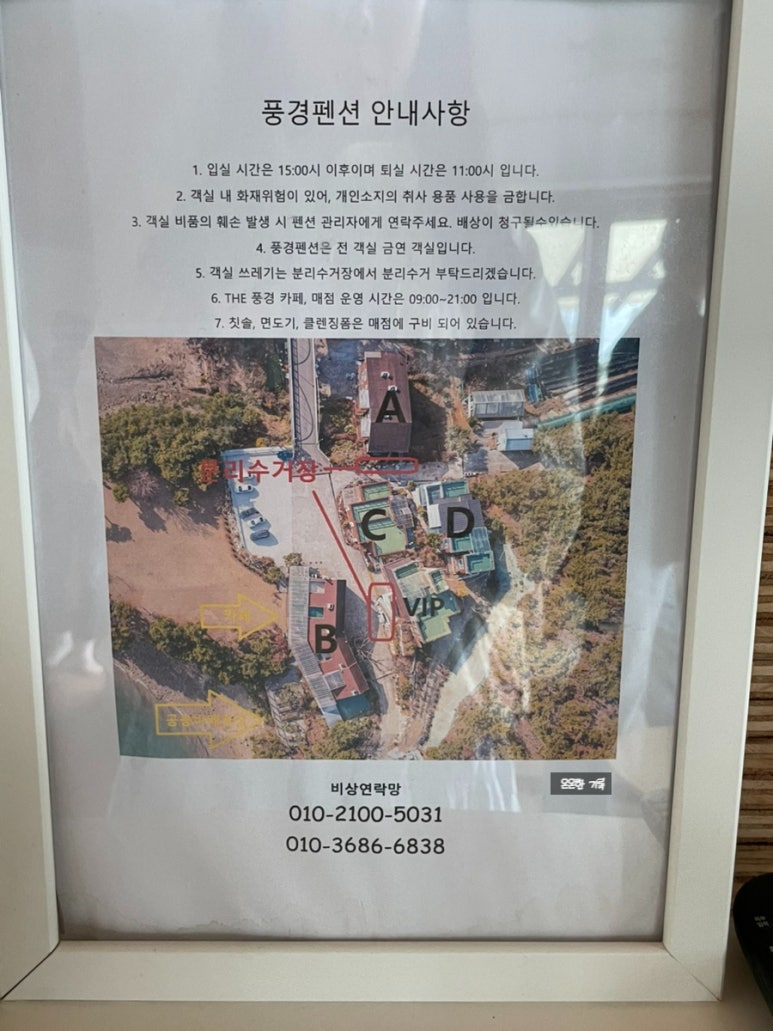 풍경펜션 안내사항
1. 입실 시간은 15:00시 이후이며 퇴실 시간은 11:00시 입니다.
2. 객실 내 화재위험이 있어, 개인소지의 취사 용품 사용을 금합니다.
3. 객실 비품의 훼손 발생 시 펜션 관리자에게 연락주세요. 배상이 청구될수있습니다.
4. 풍경펜션은 전 객실 금연 객실입니다.
5. 객실 쓰레기는 분리수거장에서 분리수거 부탁드리겠습니다.
6. THE 풍경 카페, 매점 운영 시간은 09:00~21:00 입니다.
7. 칫솔, 면도기, 클렌징폼은 매점에 구비 되어 있습니다.
A
분리수거장
C D
VIP
카페
B
비상연락망
010-2100-5031
010-3686-6838